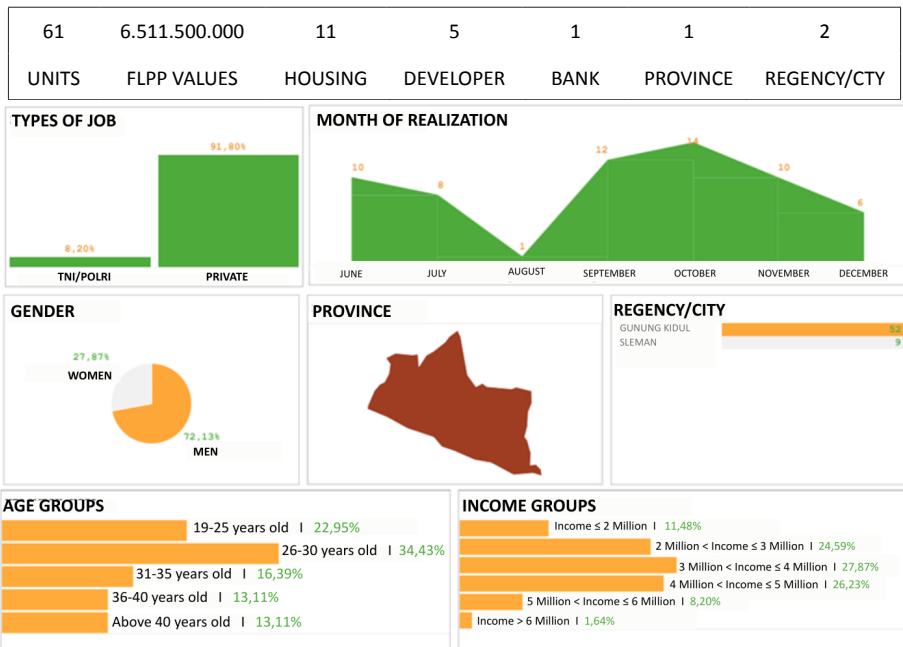 61 6.511.500.000 11 5 1 1 2
UNITS FLPP VALUES HOUSING DEVELOPER BANK PROVINCE REGENCY/CTY
TYPES OF JOB
91,80%
8,20%
TNI/POLRI PRIVATE
MONTH OF REALIZATION
10 8 1 12 14 10 6
JUNE JULY AUGUST SEPTEMBER OCTOBER NOVEMBER DECEMBER
GENDER
27,87%
WOMEN
72,13%
MEN
PROVINCE
REGENCY/CITY
GUNUNG KIDUL 52
SLEMAN 9
AGE GROUPS
19-25 years old I 22,95%
26-30 years old I 34,43%
31-35 years old I 16,39%
36-40 years old I 13,11%
Above 40 years old I 13,11%
INCOME GROUPS
Income ≤ 2 Million I 11,48%
2 Million < Income ≤ 3 Million I 24,59%
3 Million < Income ≤ 4 Million I 27,87%
4 Million < Income ≤ 5 Million I 26,23%
5 Million < Income ≤ 6 Million I 8,20%
Income > 6 Million I 1,64%